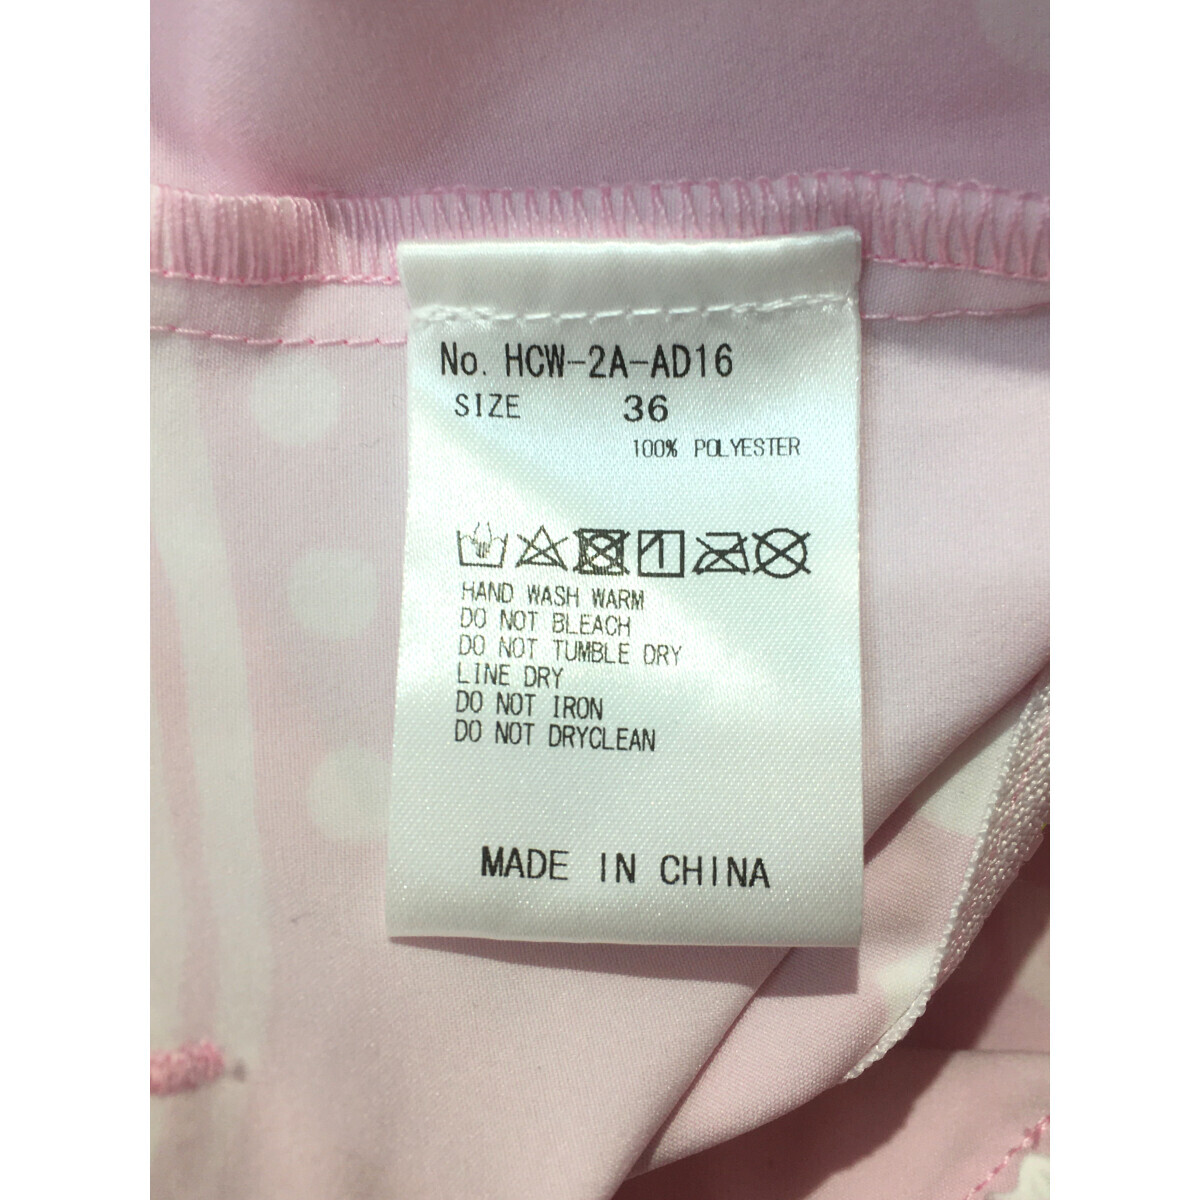 No. HCW-2A-AD16
SIZE 36
100% POLYESTER
HAND WASH WARM
DO NOT BLEACH
DO NOT TUMBLE DRY
LINE DRY
DO NOT IRON
DO NOT DRYCLEAN
MADE IN CHINA